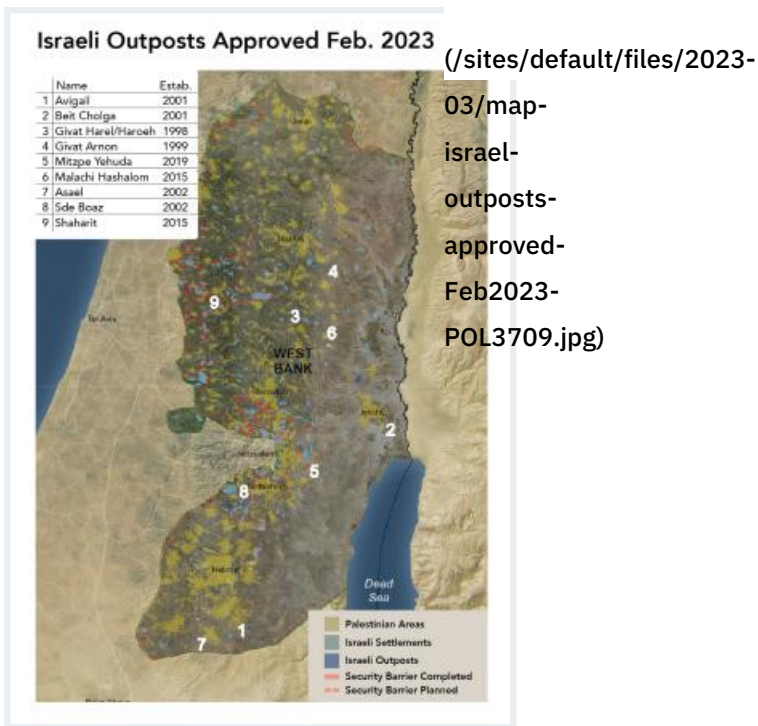 Israeli Outposts Approved Feb. 2023
(/sites/default/files/2023-
03/map-
israel-
outposts-
approved-
Feb2023-
POL3709.jpg)
Name Estab.
1 Avigail 2001
2 Beit Cholga 2001
3 Givat Harel/Haroeh 1998
4 Givat Arnon 1999
5 Mitzpe Yehuda 2019
6 Malachi Hashalom 2015
7 Asael 2002
8 Sde Boaz 2002
9 Shaharit 2015
4
9
3
6
Tel Aviv
WEST
BANK
2
5
8
Hebron
Dead
Sea
1
7
Palestinian Areas
Israeli Settlements
Israeli Outposts
Security Barrier Completed
Security Barrier Planned